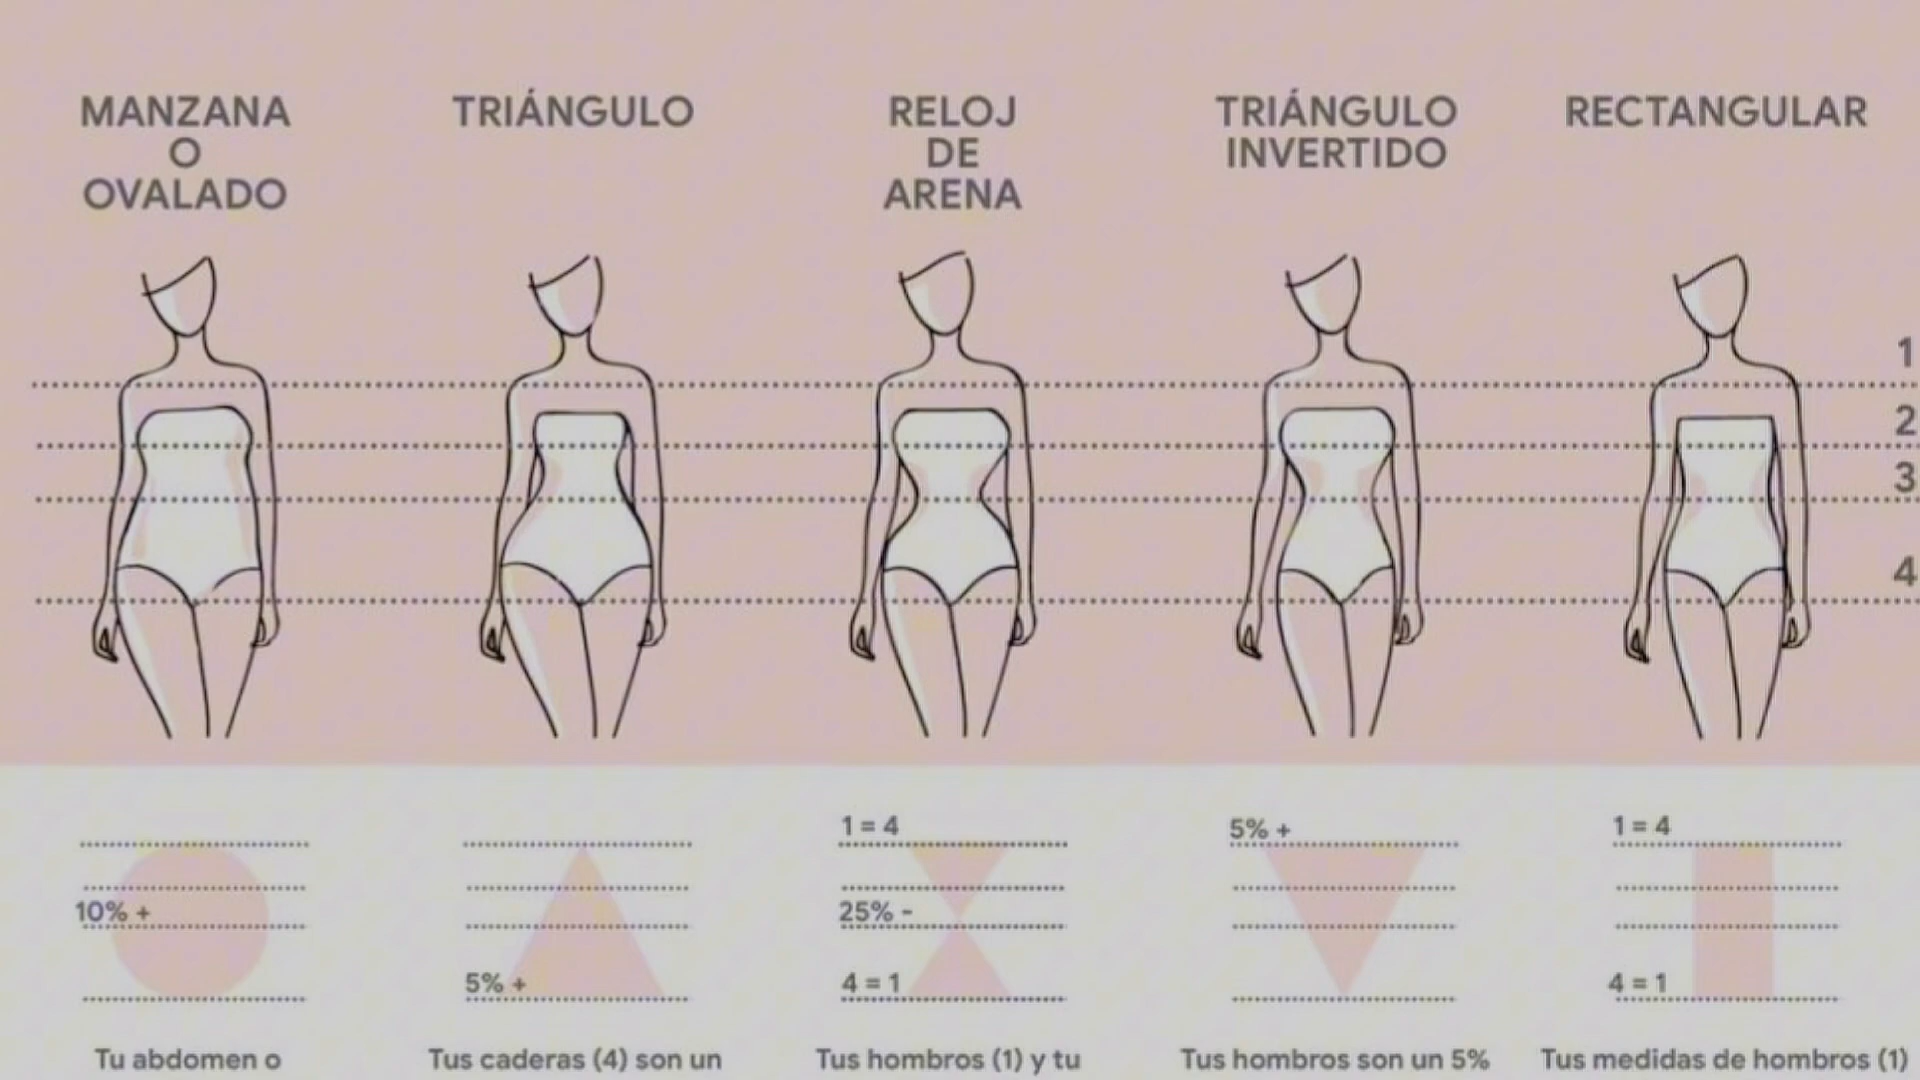 MANZANA
O
OVALADO
TRIÁNGULO
RELOJ
DE
ARENA
TRIÁNGULO
INVERTIDO
RECTANGULAR
1
2
3
4
10% +
5% +
1 = 4
25% -
4 = 1
5% +
1 = 4
4 = 1
Tu abdomen o
Tus caderas (4) son un
Tus hombros (1) y tu
Tus hombros son un 5%
Tus medidas de hombros (1)